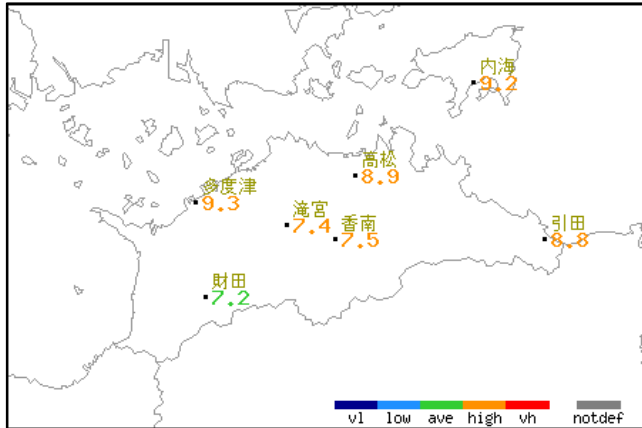 内海
9.2
高松
8.9
多度津
9.3
滝宮
7.4
香南
7.5
引田
8.8
財田
7.2
vl low ave high vh notdef